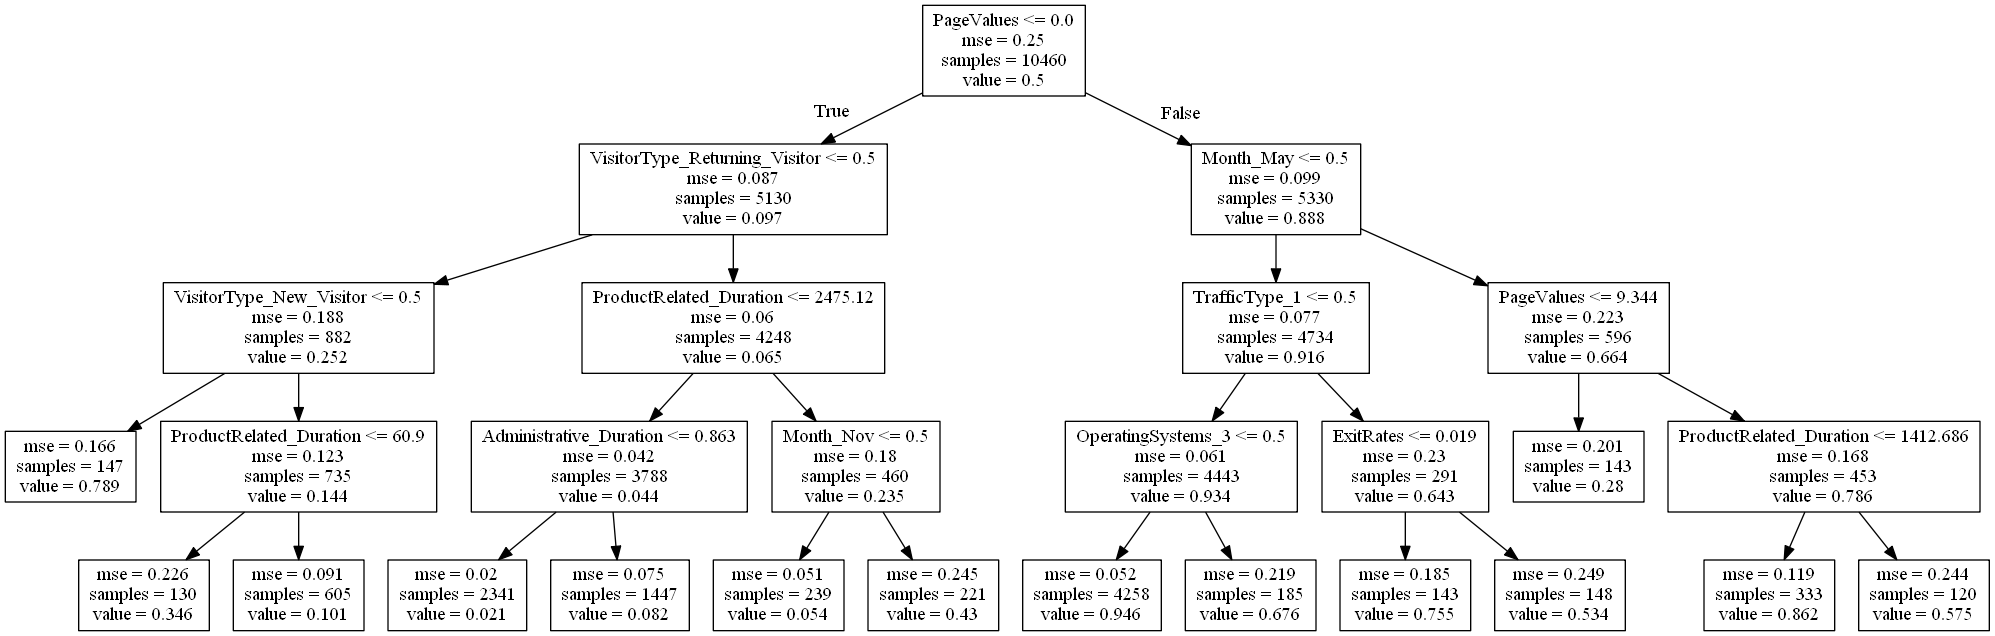 PageValues <= 0.0
mse = 0.25
samples = 10460
value = 0.5
True
False
VisitorType_Returning_Visitor <= 0.5
mse = 0.087
samples = 5130
value = 0.097
Month_May <= 0.5
mse = 0.099
samples = 5330
value = 0.888
VisitorType_New_Visitor <= 0.5
mse = 0.188
samples = 882
value = 0.252
ProductRelated_Duration <= 2475.12
mse = 0.06
samples = 4248
value = 0.065
TrafficType_1 <= 0.5
mse = 0.077
samples = 4734
value = 0.916
PageValues <= 9.344
mse = 0.223
samples = 596
value = 0.664
mse = 0.166
samples = 147
value = 0.789
ProductRelated_Duration <= 60.9
mse = 0.123
samples = 735
value = 0.144
Administrative_Duration <= 0.863
mse = 0.042
samples = 3788
value = 0.044
Month_Nov <= 0.5
mse = 0.18
samples = 460
value = 0.235
OperatingSystems_3 <= 0.5
mse = 0.061
samples = 4443
value = 0.934
ExitRates <= 0.019
mse = 0.23
samples = 291
value = 0.643
mse = 0.201
samples = 143
value = 0.28
ProductRelated_Duration <= 1412.686
mse = 0.168
samples = 453
value = 0.786
mse = 0.226
samples = 130
value = 0.346
mse = 0.091
samples = 605
value = 0.101
mse = 0.02
samples = 2341
value = 0.021
mse = 0.075
samples = 1447
value = 0.082
mse = 0.051
samples = 239
value = 0.054
mse = 0.245
samples = 221
value = 0.43
mse = 0.052
samples = 4258
value = 0.946
mse = 0.219
samples = 185
value = 0.676
mse = 0.185
samples = 143
value = 0.755
mse = 0.249
samples = 148
value = 0.534
mse = 0.119
samples = 333
value = 0.862
mse = 0.244
samples = 120
value = 0.575